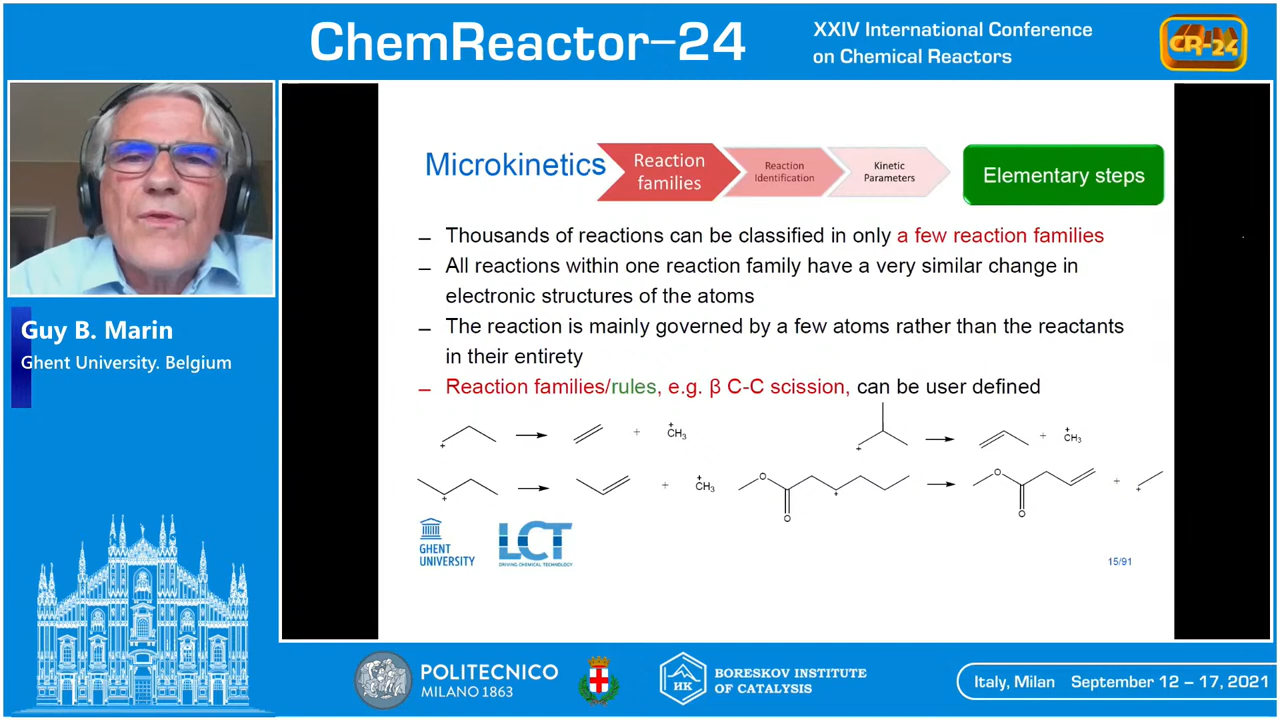 ChemReactor–24
XXIV International Conference
on Chemical Reactors
CR-24
Guy B. Marin
Ghent University. Belgium
Microkinetics
Reaction
families
Reaction
Identification
Kinetic
Parameters
Elementary steps
– Thousands of reactions can be classified in only a few reaction families
– All reactions within one reaction family have a very similar change in
electronic structures of the atoms
– The reaction is mainly governed by a few atoms rather than the reactants
in their entirety
– Reaction families/rules, e.g. β C-C scission, can be user defined
+ + +
CH3
+ + +
CH3
+ + +
CH3
O
O
+
O
O
+ +
GHENT
UNIVERSITY
LCT
DRIVING CHEMICAL TECHNOLOGY
15/91
POLITECNICO
MILANO 1863
НК
BORESKOV INSTITUTE
OF CATALYSIS
Italy, Milan September 12 – 17, 2021